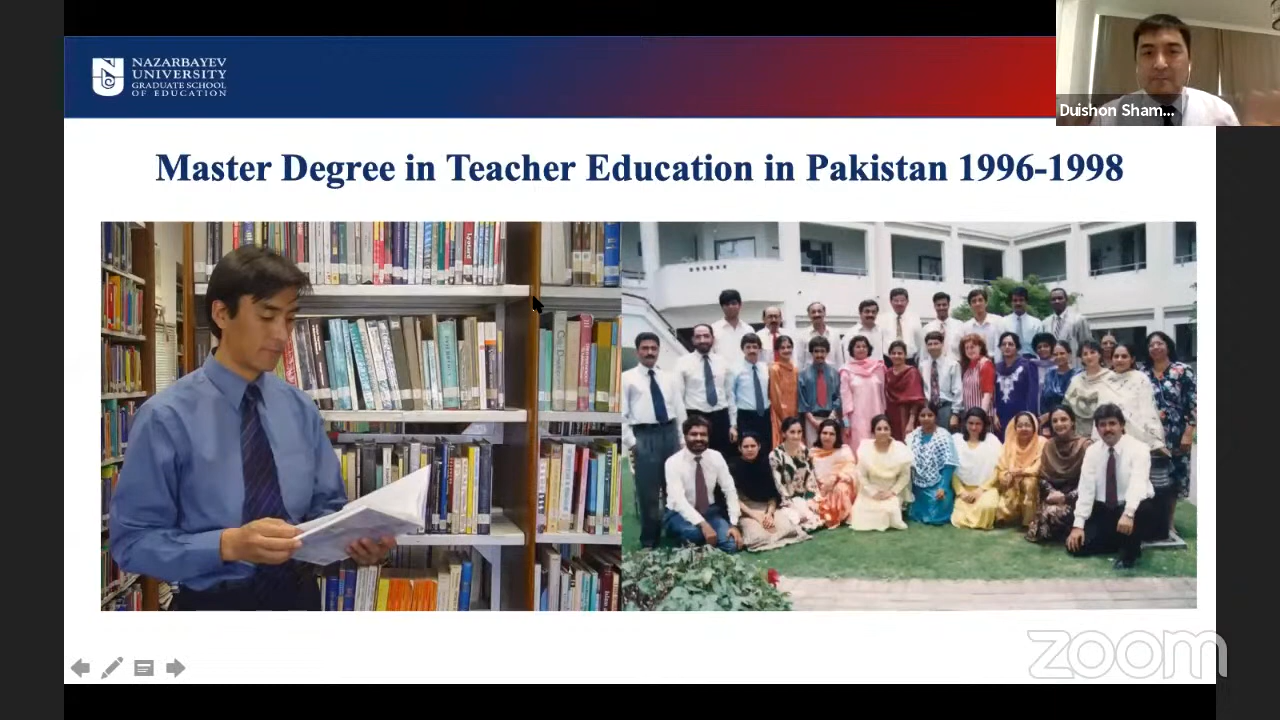 NAZARBAYEV
UNIVERSITY
GRADUATE SCHOOL
OF EDUCATION
Duishon Sham...
Master Degree in Teacher Education in Pakistan 1996-1998
zoom